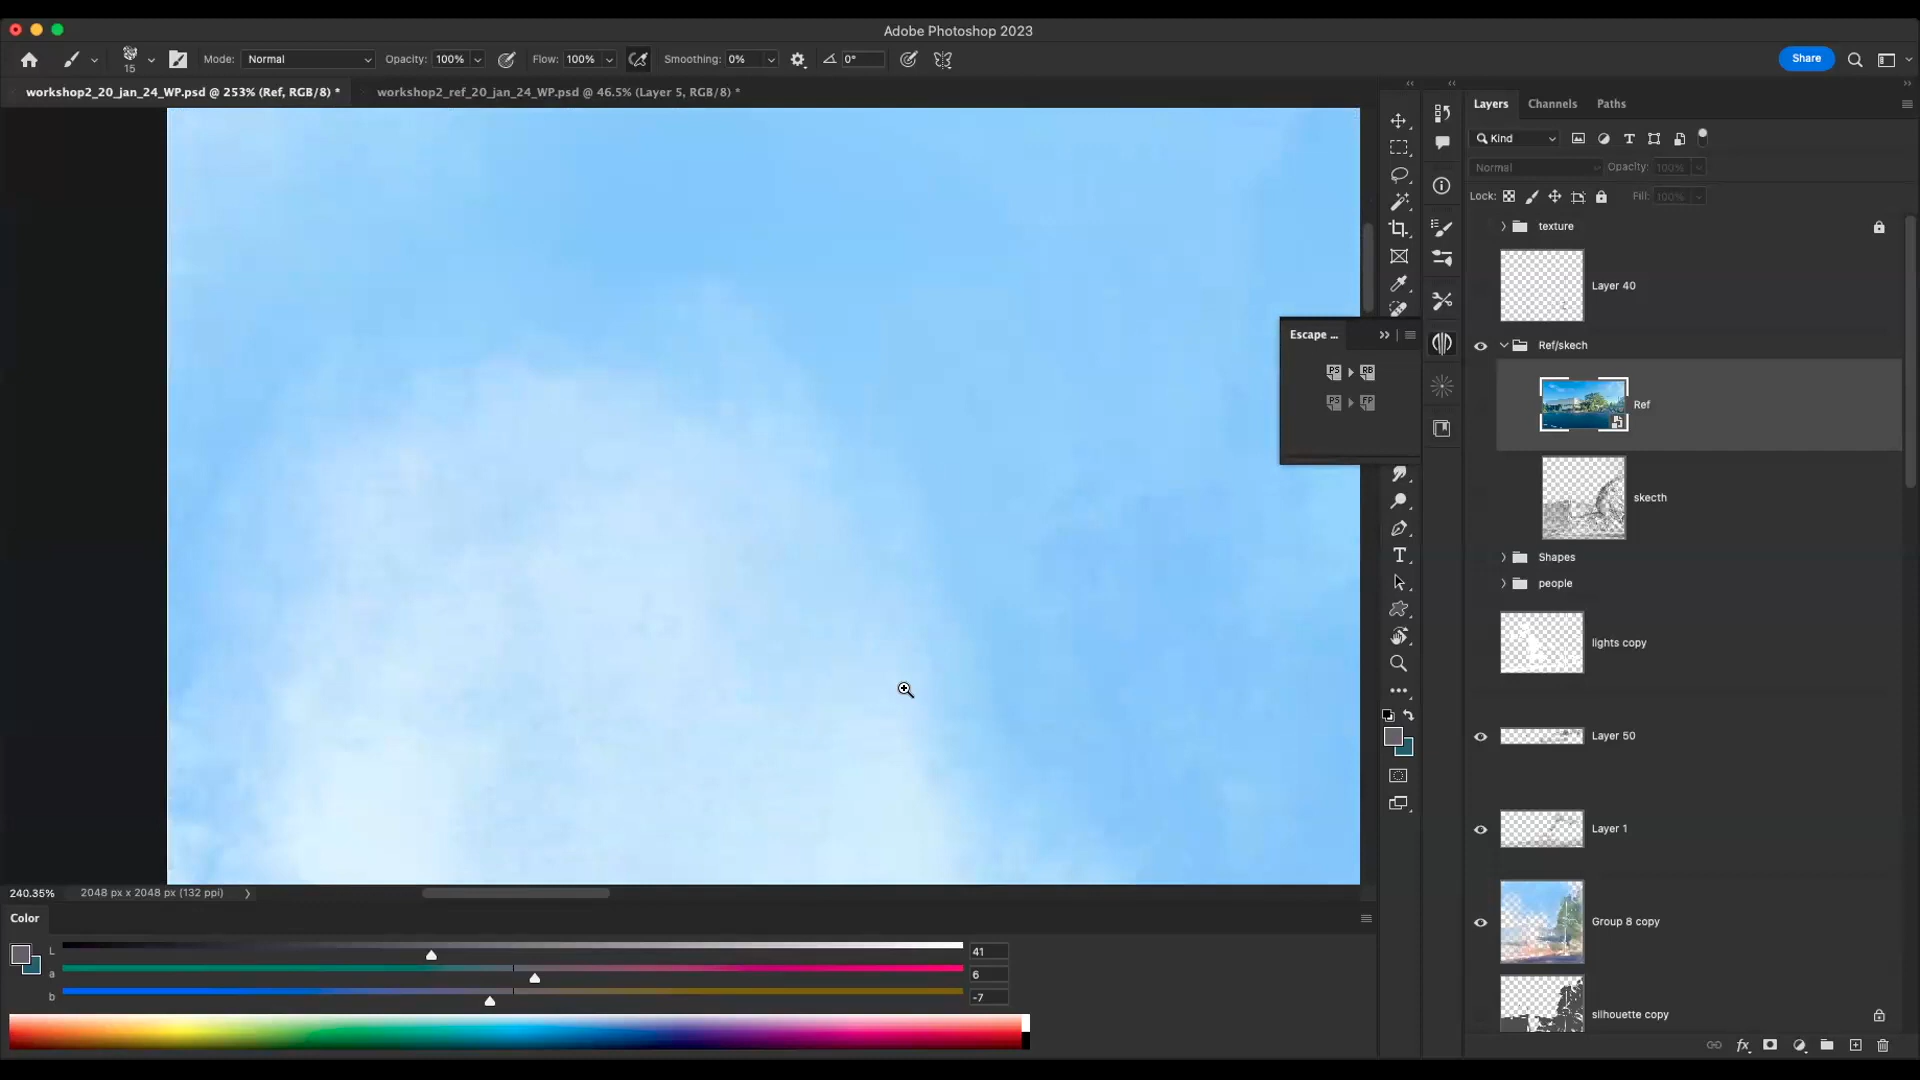 Adobe Photoshop 2023
15
Mode: Normal
Opacity: 100%
Flow: 100%
Smoothing: 0%
0°
Share
workshop2_20_jan_24_WP.psd @ 253% (Ref, RGB/8) *
workshop2_ref_20_jan_24_WP.psd @ 46.5% (Layer 5, RGB/8) *
Layers
Channels
Paths
Kind
Normal
Opacity: 100%
Lock:
Fill: 100%
texture
Layer 40
Ref/skech
Escape ...
PS RB
PS FP
Ref
skecth
Shapes
people
lights copy
Layer 50
Layer 1
Group 8 copy
silhouette copy
240.35%
2048 px x 2048 px (132 ppi)
Color
L
41
a
6
b
-7
fx